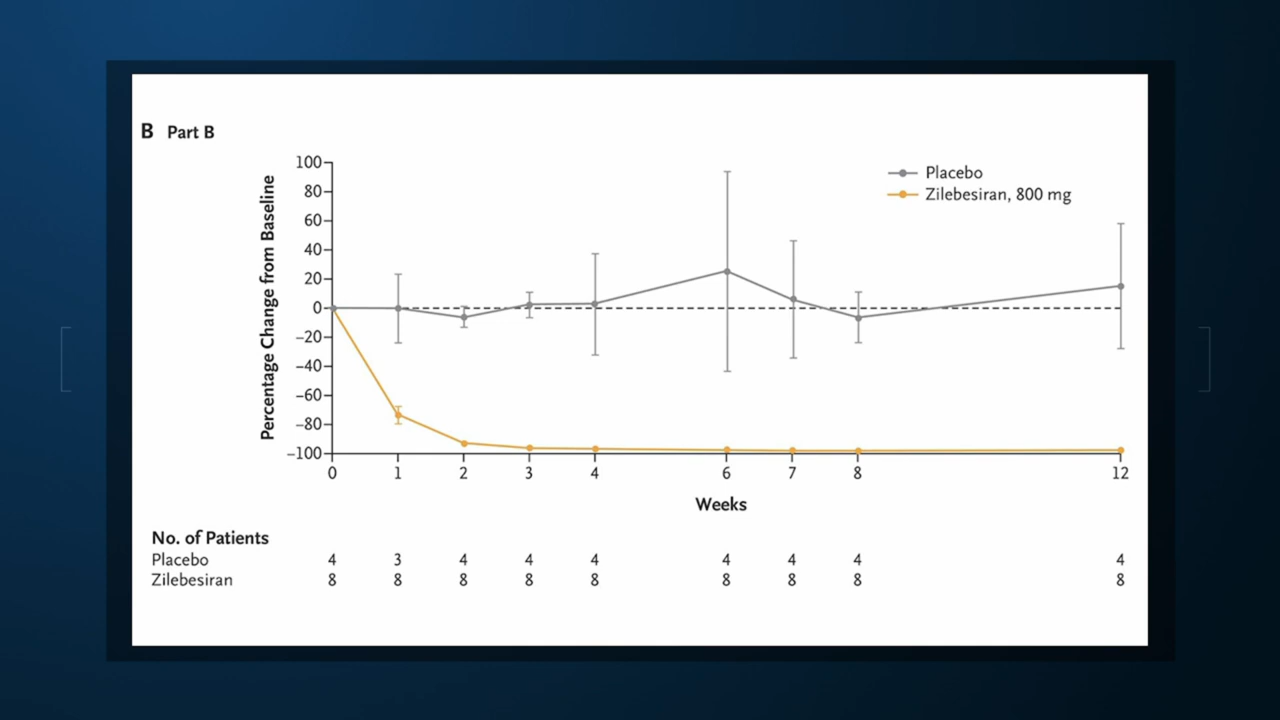 B Part B
Percentage Change from Baseline
100
80
60
40
20
0
−20
−40
−60
−80
−100
Placebo
Zilebesiran, 800 mg
0 1 2 3 4 6 7 8 12
Weeks
No. of Patients
Placebo 4 3 4 4 4 4 4 4 4
Zilebesiran 8 8 8 8 8 8 8 8 8